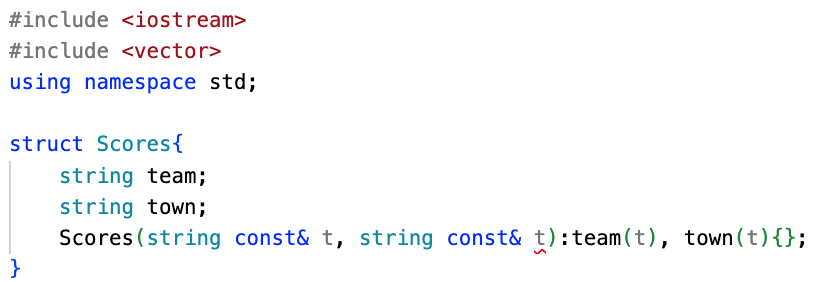 #include <iostream>
#include <vector>
using namespace std;

struct Scores{
    string team;
    string town;
    Scores(string const& t, string const& t):team(t), town(t){};
}